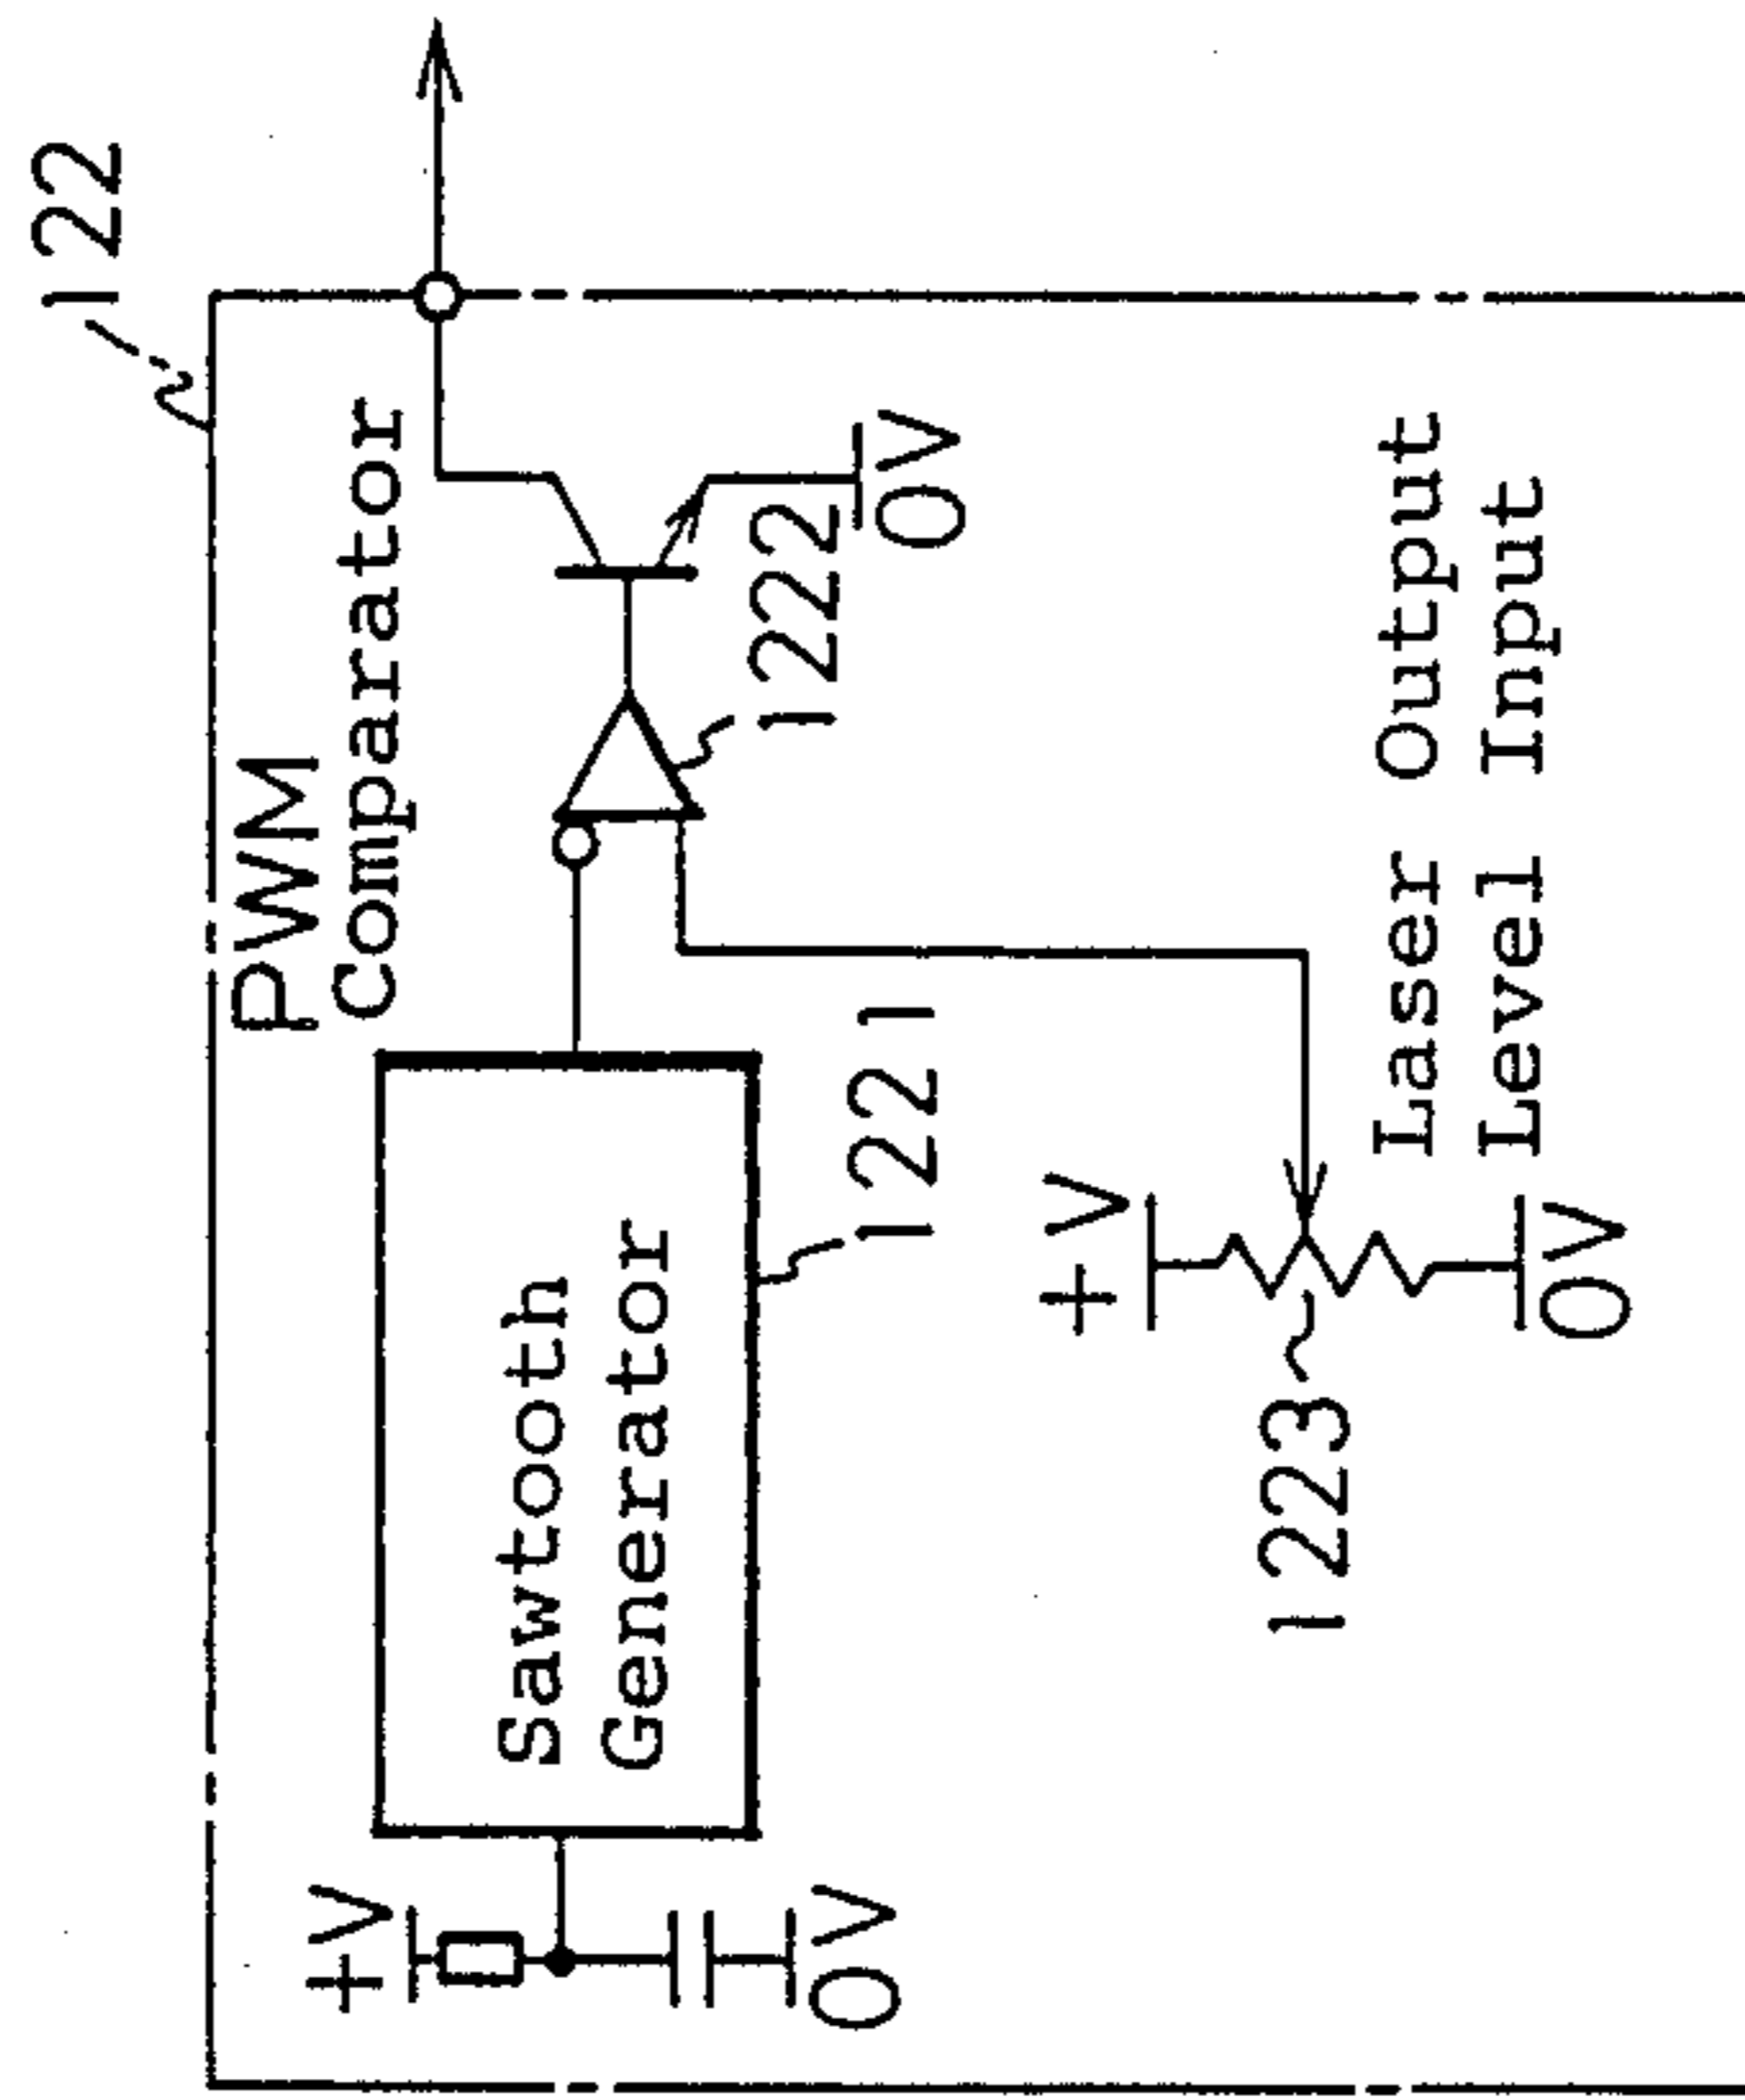 122
PWM
Comparator
+V
Sawtooth
Generator
0V
1221
1222
0V
+V
1223
0V
Laser Output
Level Input